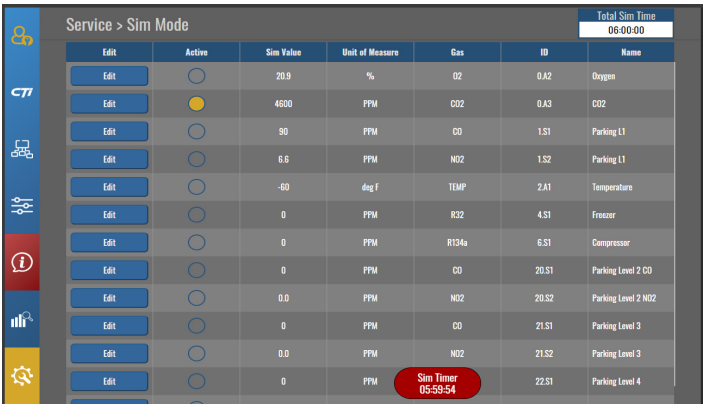 Service > Sim Mode
Total Sim Time
06:00:00
Edit Active Sim Value Unit of Measure Gas ID Name
Edit 20.9 % O2 0.A2 Oxygen
CTI
Edit 4600 PPM CO2 0.A3 CO2
Edit 90 PPM CO 1.S1 Parking L1
Edit 6.6 PPM NO2 1.S2 Parking L1
Edit -60 deg F TEMP 2.A1 Temperature
Edit 0 PPM R32 4.S1 Freezer
Edit 0 PPM R134a 6.S1 Compressor
Edit 0 PPM CO 20.S1 Parking Level 2 CO
Edit 0.0 PPM NO2 20.S2 Parking Level 2 NO2
Edit 0 PPM CO 21.S1 Parking Level 3
Edit 0.0 PPM NO2 21.S2 Parking Level 3
Edit 0 PPM 22.S1 Parking Level 4
Sim Timer
05:59:54